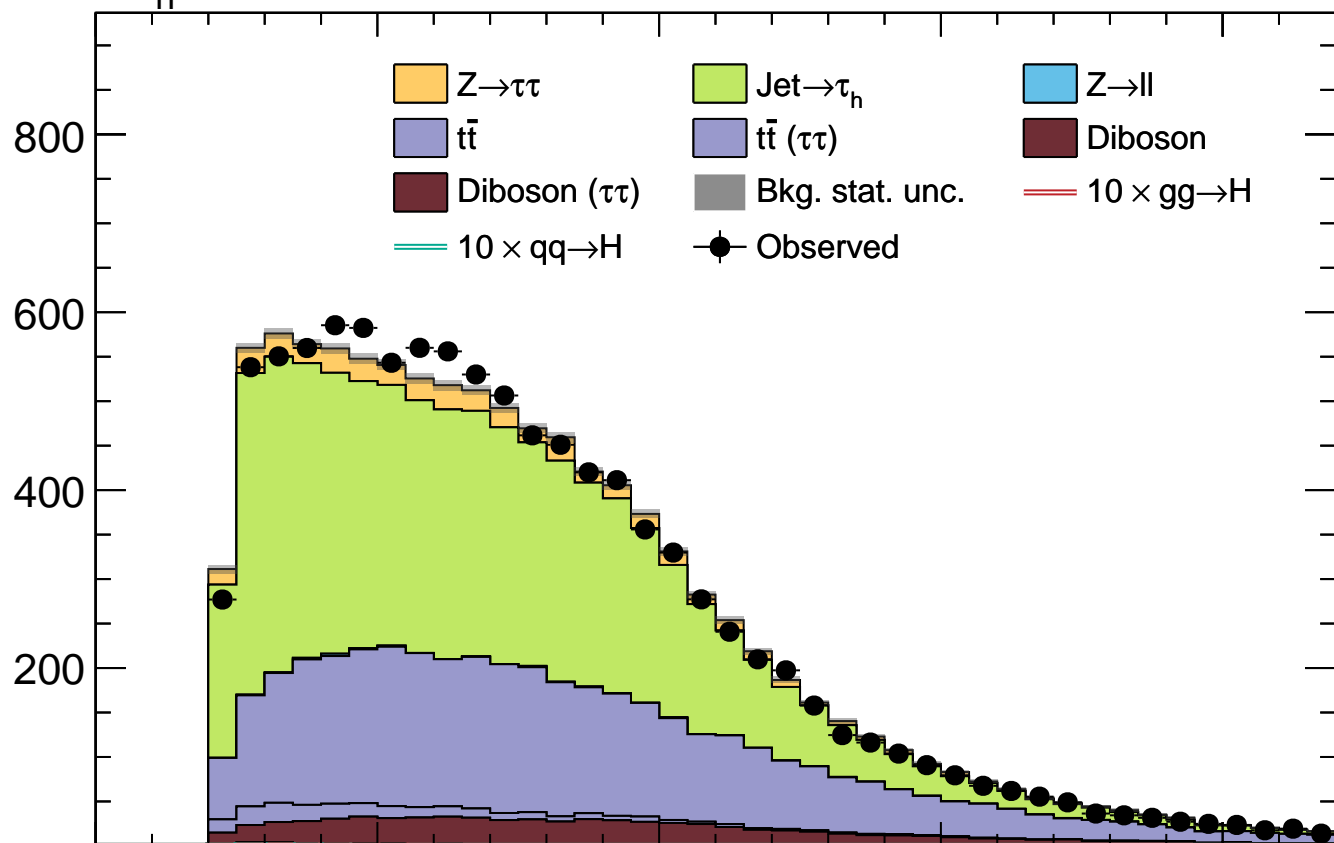 Z→ττ Jet→τh Z→ll
tt̄ tt̄ (ττ) Diboson
Diboson (ττ) Bkg. stat. unc. 10 × gg→H
10 × qq→H Observed
800
600
400
200